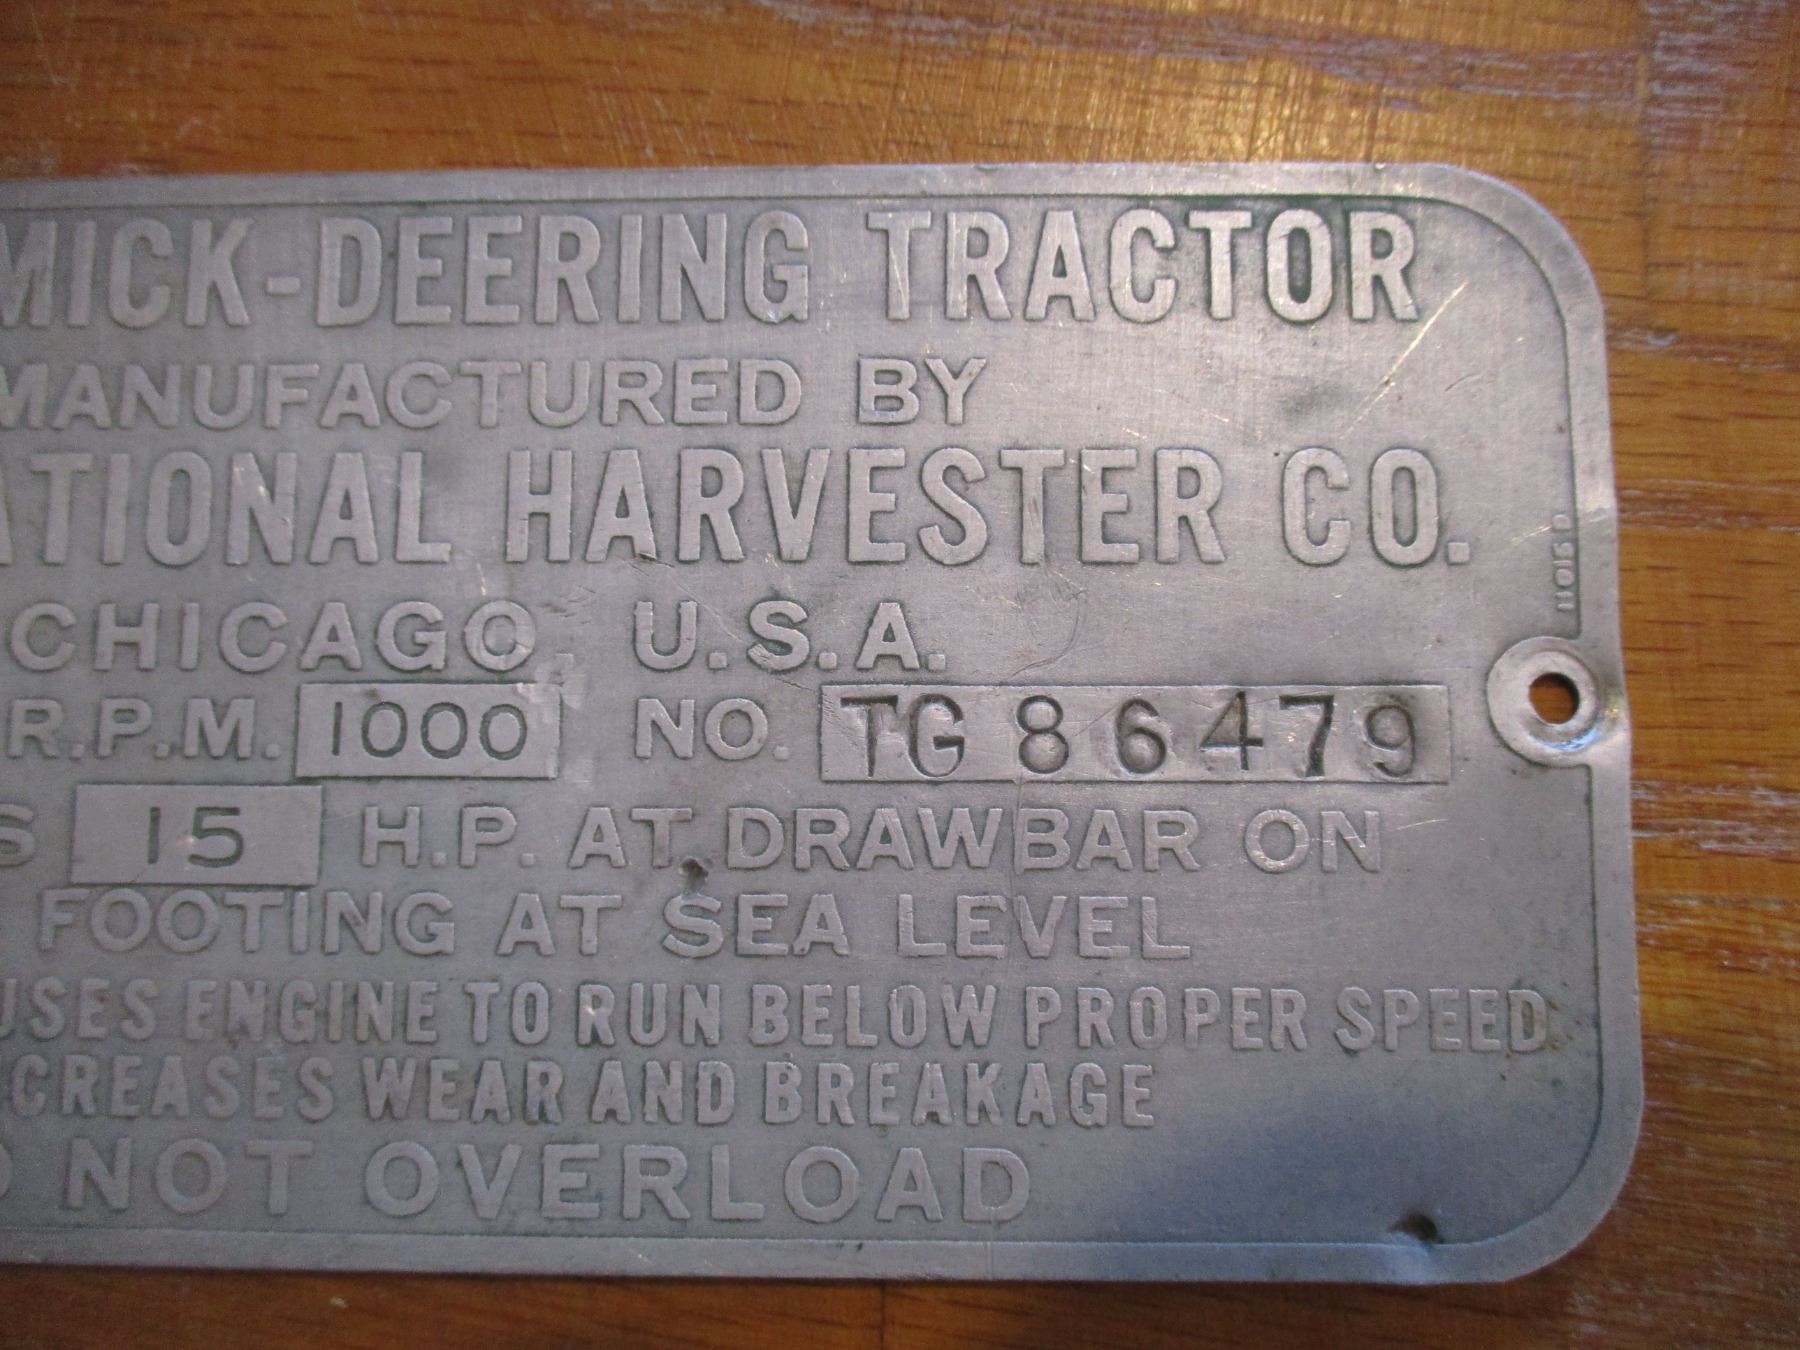 MICK-DEERING TRACTOR
MANUFACTURED BY
ATIONAL HARVESTER CO.
CHICAGO, U.S.A.
R.P.M. 1000 NO. TG 86479
S 15 H.P. AT DRAWBAR ON
FOOTING AT SEA LEVEL
USES ENGINE TO RUN BELOW PROPER SPEED
CREASES WEAR AND BREAKAGE
NOT OVERLOAD